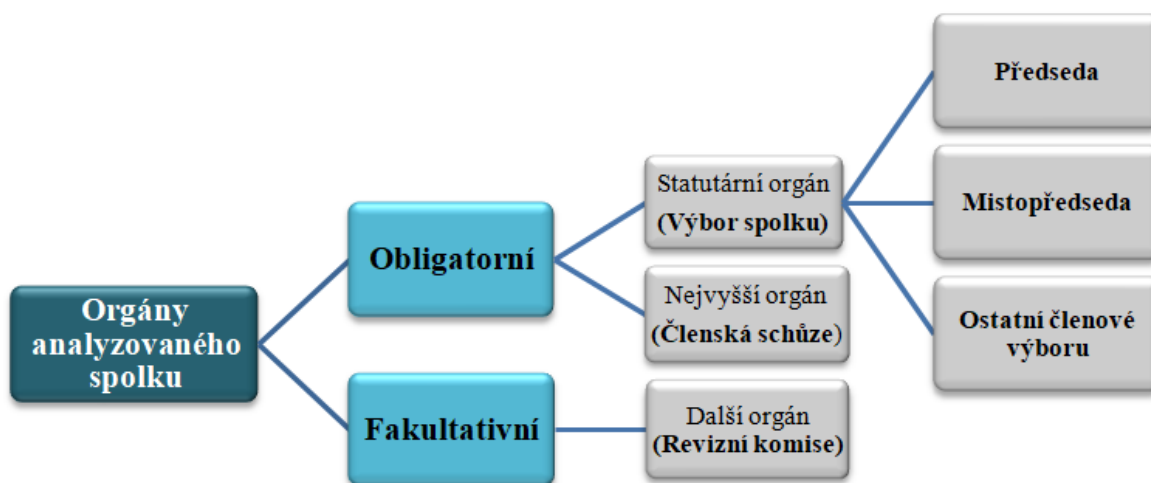 Orgány
analyzovaného
spolku
Obligatorní
Fakultativní
Statutární orgán
(Výbor spolku)
Nejvyšší orgán
(Členská schůze)
Další orgán
(Revizní komise)
Předseda
Mistopředseda
Ostatní členové
výboru